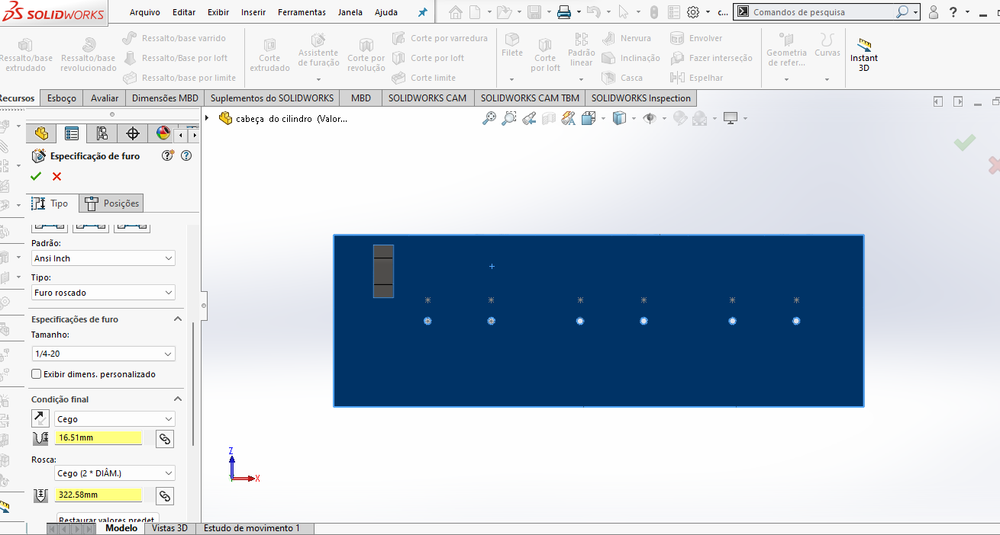 SOLIDWORKS
Arquivo Editar Exibir Inserir Ferramentas Janela Ajuda
c...
Comandos de pesquisa
Ressalto/base extrudado
Ressalto/base revolucionado
Ressalto/base varrido
Ressalto/Base por loft
Ressalto/base por limite
Corte extrudado
Assistente de furação
Corte por revolução
Corte por varredura
Corte por loft
Corte limite
Filete
Corte por loft
Padrão linear
Nervura
Inclinação
Casca
Envolver
Fazer interseção
Espelhar
Geometria de refer...
Curvas
Instant 3D
Recursos Esboço Avaliar Dimensões MBD Suplementos do SOLIDWORKS MBD SOLIDWORKS CAM SOLIDWORKS CAM TBM SOLIDWORKS Inspection
cabeça do cilindro (Valor...
Especificação de furo
Tipo Posições
Padrão:
Ansi Inch
Tipo:
Furo roscado
Especificações de furo
Tamanho:
1/4-20
Exibir dimens. personalizado
Condição final
Cego
16.51mm
Rosca:
Cego (2 * DIÂM.)
322.58mm
Restaurar valores predet
Z
X
Modelo Vistas 3D Estudo de movimento 1